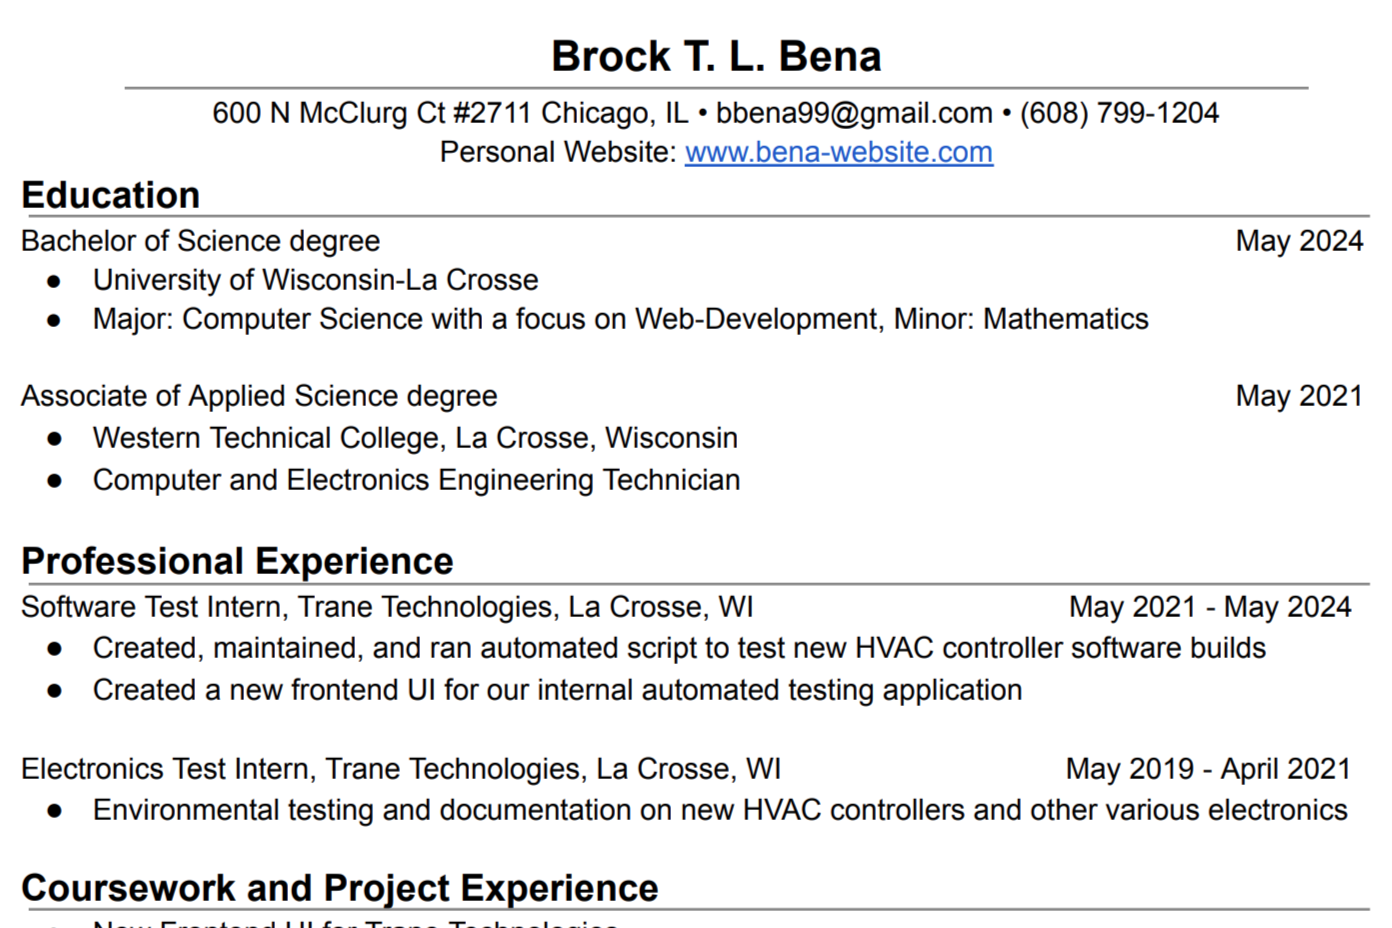 Brock T. L. Bena
600 N McClurg Ct #2711 Chicago, IL • bbena99@gmail.com • (608) 799-1204
Personal Website: www.bena-website.com
Education
Bachelor of Science degree May 2024
● University of Wisconsin-La Crosse
● Major: Computer Science with a focus on Web-Development, Minor: Mathematics
Associate of Applied Science degree May 2021
● Western Technical College, La Crosse, Wisconsin
● Computer and Electronics Engineering Technician
Professional Experience
Software Test Intern, Trane Technologies, La Crosse, WI May 2021 - May 2024
● Created, maintained, and ran automated script to test new HVAC controller software builds
● Created a new frontend UI for our internal automated testing application
Electronics Test Intern, Trane Technologies, La Crosse, WI May 2019 - April 2021
● Environmental testing and documentation on new HVAC controllers and other various electronics
Coursework and Project Experience
● New Frontend UI for Trane Technologies